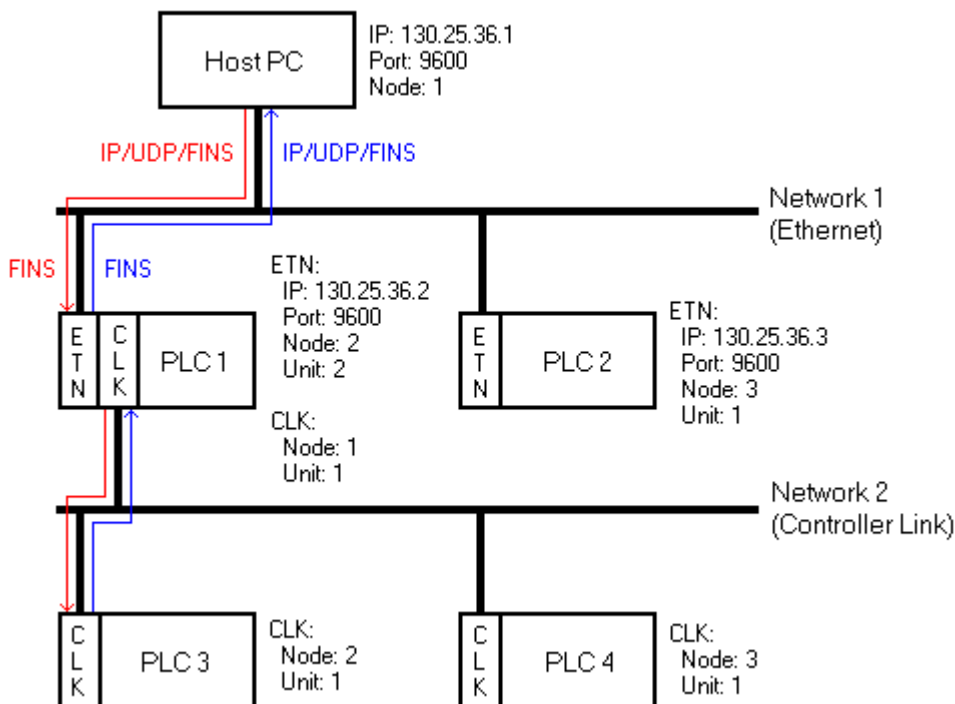 Host PC
IP: 130.25.36.1
Port: 9600
Node: 1
IP/UDP/FINS
IP/UDP/FINS
Network 1
(Ethernet)
FINS
FINS
ETN
CLK
PLC 1
ETN:
IP: 130.25.36.2
Port: 9600
Node: 2
Unit: 2
CLK:
Node: 1
Unit: 1
ETN
PLC 2
ETN:
IP: 130.25.36.3
Port: 9600
Node: 3
Unit: 1
Network 2
(Controller Link)
CLK
PLC 3
CLK:
Node: 2
Unit: 1
CLK
PLC 4
CLK:
Node: 3
Unit: 1